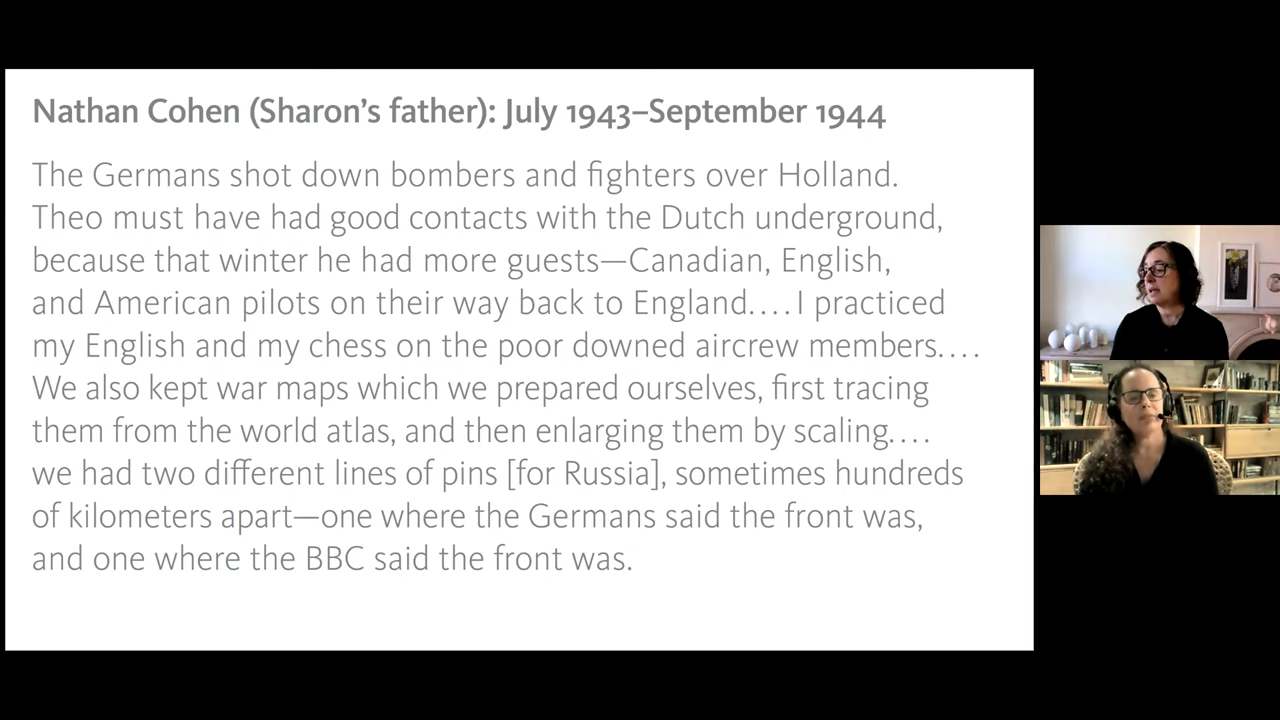 Nathan Cohen (Sharon’s father): July 1943–September 1944
The Germans shot down bombers and fighters over Holland.
Theo must have had good contacts with the Dutch underground,
because that winter he had more guests—Canadian, English,
and American pilots on their way back to England.... I practiced
my English and my chess on the poor downed aircrew members....
We also kept war maps which we prepared ourselves, first tracing
them from the world atlas, and then enlarging them by scaling....
we had two different lines of pins [for Russia], sometimes hundreds
of kilometers apart—one where the Germans said the front was,
and one where the BBC said the front was.